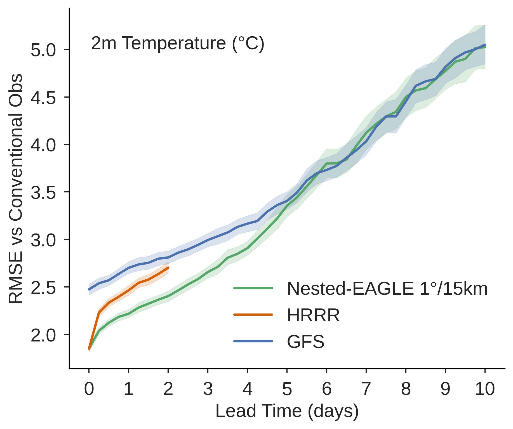 2m Temperature (°C)
RMSE vs Conventional Obs
5.0
4.5
4.0
3.5
3.0
2.5
2.0
Nested-EAGLE 1°/15km
HRRR
GFS
0 1 2 3 4 5 6 7 8 9 10
Lead Time (days)